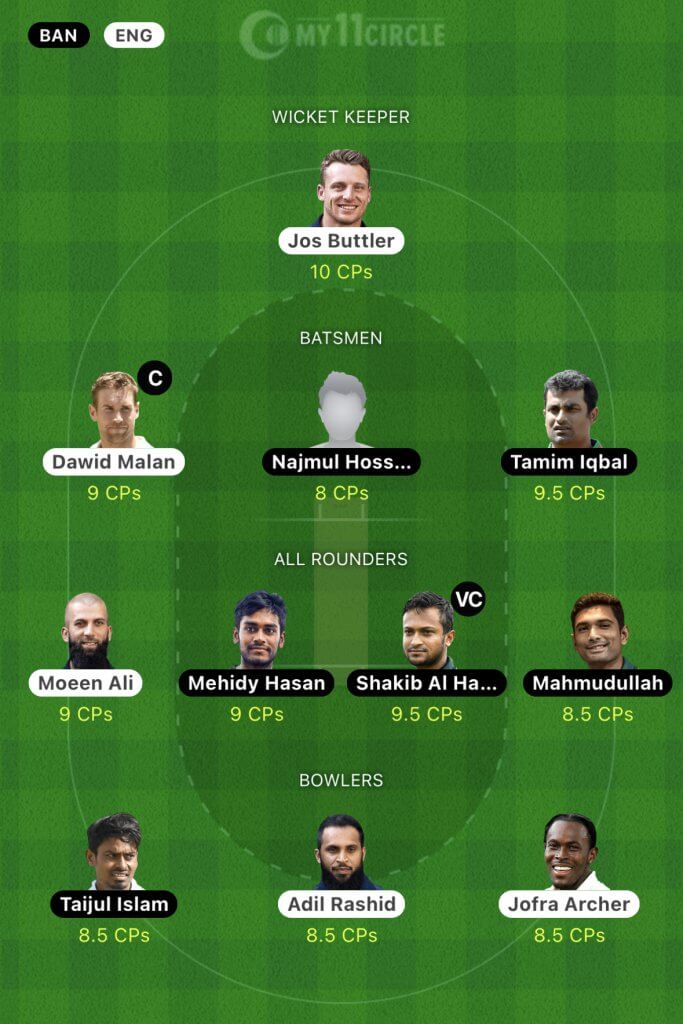 BAN ENG MY11CIRCLE
WICKET KEEPER
Jos Buttler
10 CPs
BATSMEN
C
Dawid Malan Najmul Hoss... Tamim Iqbal
9 CPs 8 CPs 9.5 CPs
ALL ROUNDERS
VC
Moeen Ali Mehidy Hasan Shakib Al Ha... Mahmudullah
9 CPs 9 CPs 9.5 CPs 8.5 CPs
BOWLERS
Taijul Islam Adil Rashid Jofra Archer
8.5 CPs 8.5 CPs 8.5 CPs